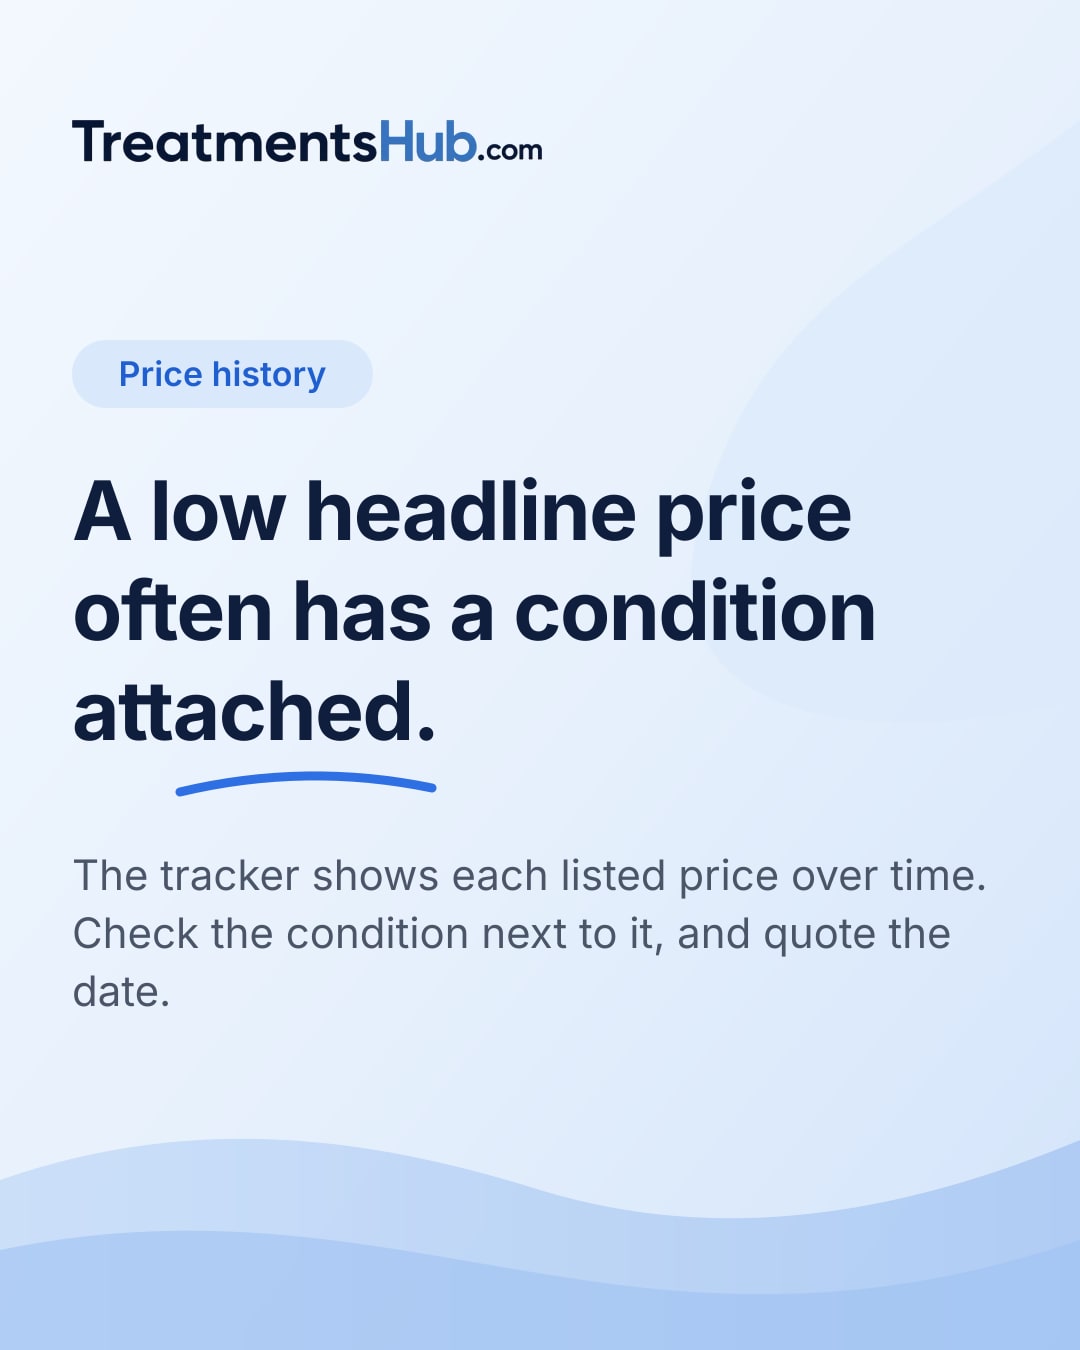 TreatmentsHub.com
Price history
A low headline price
often has a condition
attached.
The tracker shows each listed price over time.
Check the condition next to it, and quote the
date.